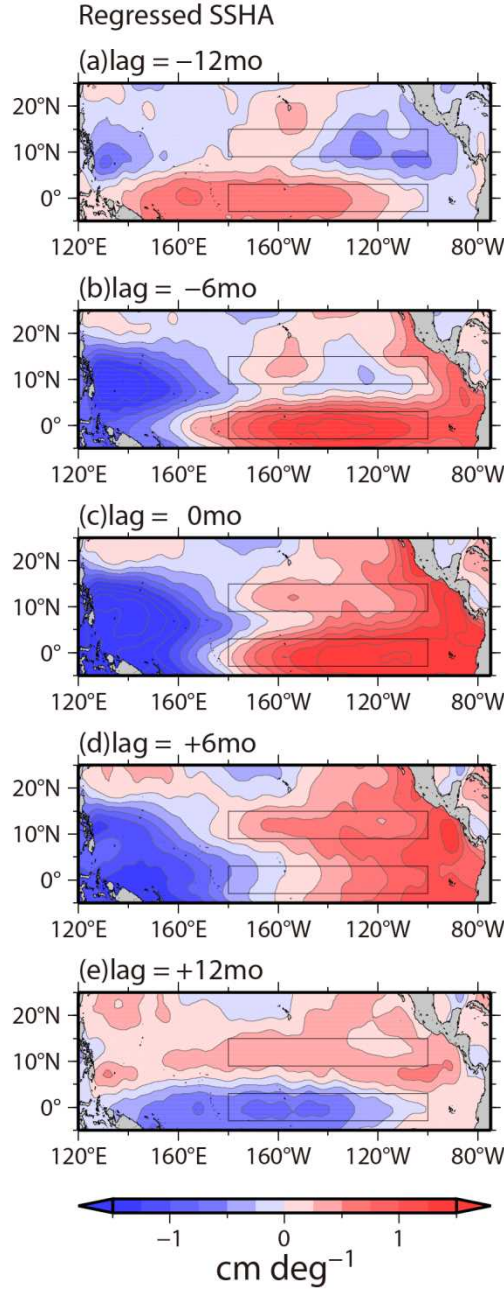 Regressed SSHA
(a)lag = −12mo
20°N
10°N
0°
120°E 160°E 160°W 120°W 80°W
(b)lag = −6mo
20°N
10°N
0°
120°E 160°E 160°W 120°W 80°W
(c)lag = 0mo
20°N
10°N
0°
120°E 160°E 160°W 120°W 80°W
(d)lag = +6mo
20°N
10°N
0°
120°E 160°E 160°W 120°W 80°W
(e)lag = +12mo
20°N
10°N
0°
120°E 160°E 160°W 120°W 80°W
−1 0 1
cm deg⁻¹